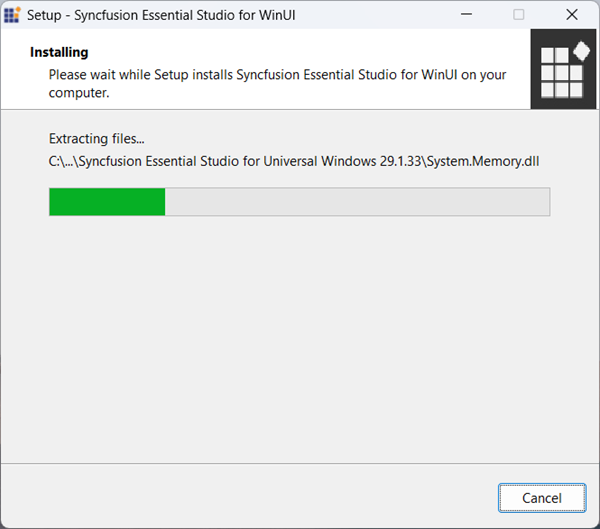 Setup - Syncfusion Essential Studio for WinUI
Installing
Please wait while Setup installs Syncfusion Essential Studio for WinUI on your
computer.
Extracting files...
C:\...\Syncfusion Essential Studio for Universal Windows 29.1.33\System.Memory.dll
Cancel